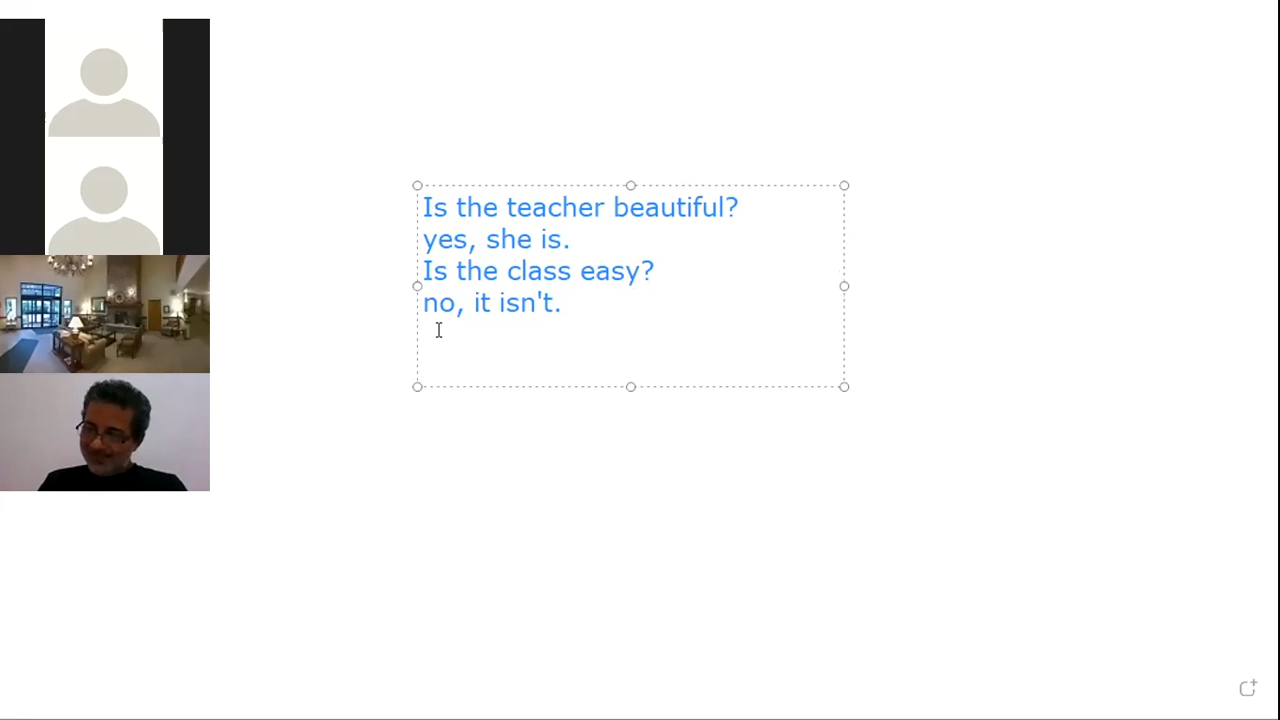 Is the teacher beautiful?
yes, she is.
Is the class easy?
no, it isn't.